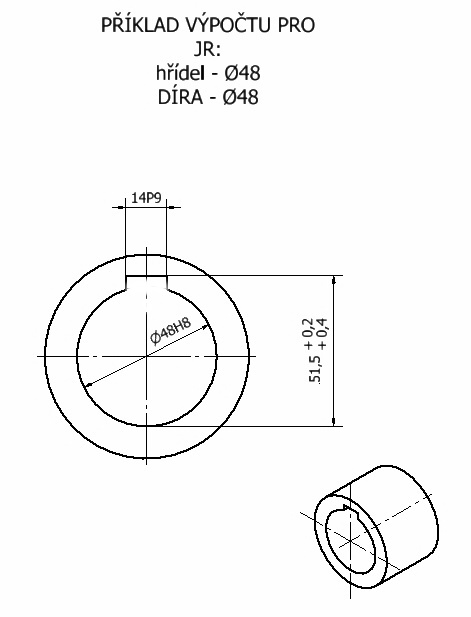 PŘÍKLAD VÝPOČTU PRO
JR:
hřídel - Ø48
DÍRA - Ø48
14P9
Ø48H8
51,5 +0,2
+0,4